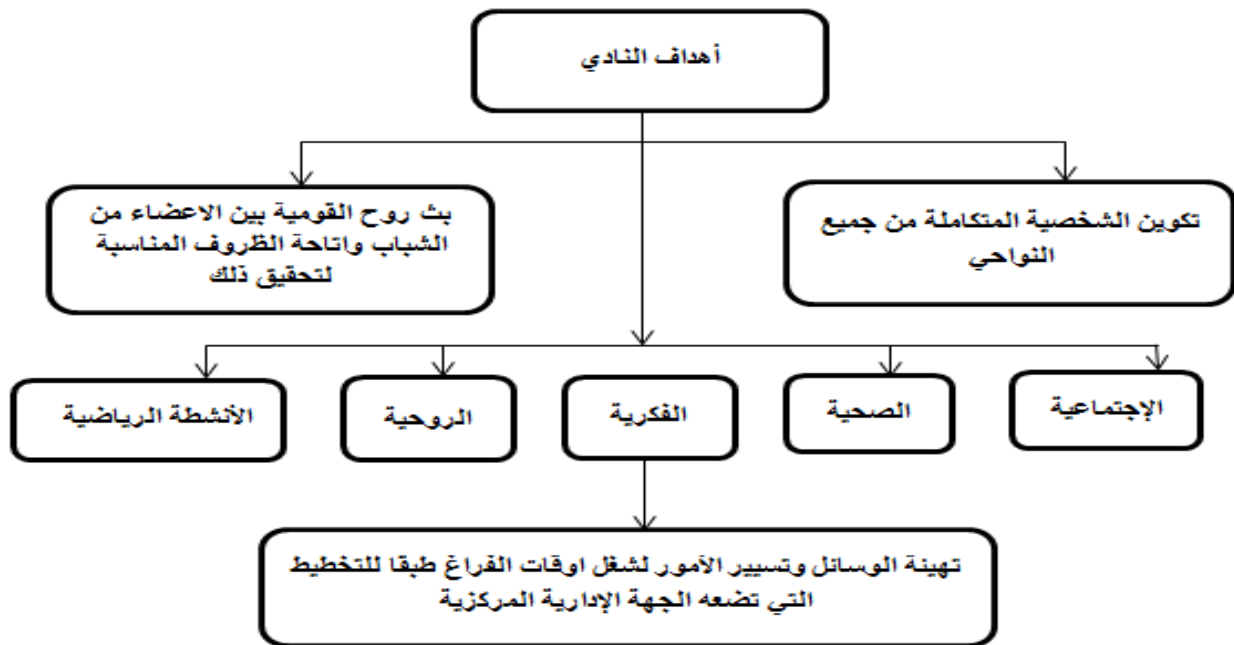 أهداف النادي
تكوين الشخصية المتكاملة من جميع
النواحي
بث روح القومية بين الاعضاء من
الشباب واتاحة الظروف المناسبة
لتحقيق ذلك
الإجتماعية
الصحية
الفكرية
الروحية
الأنشطة الرياضية
تهيئة الوسائل وتسيير الأمور لشغل اوقات الفراغ طبقا للتخطيط
التي تضعه الجهة الإدارية المركزية